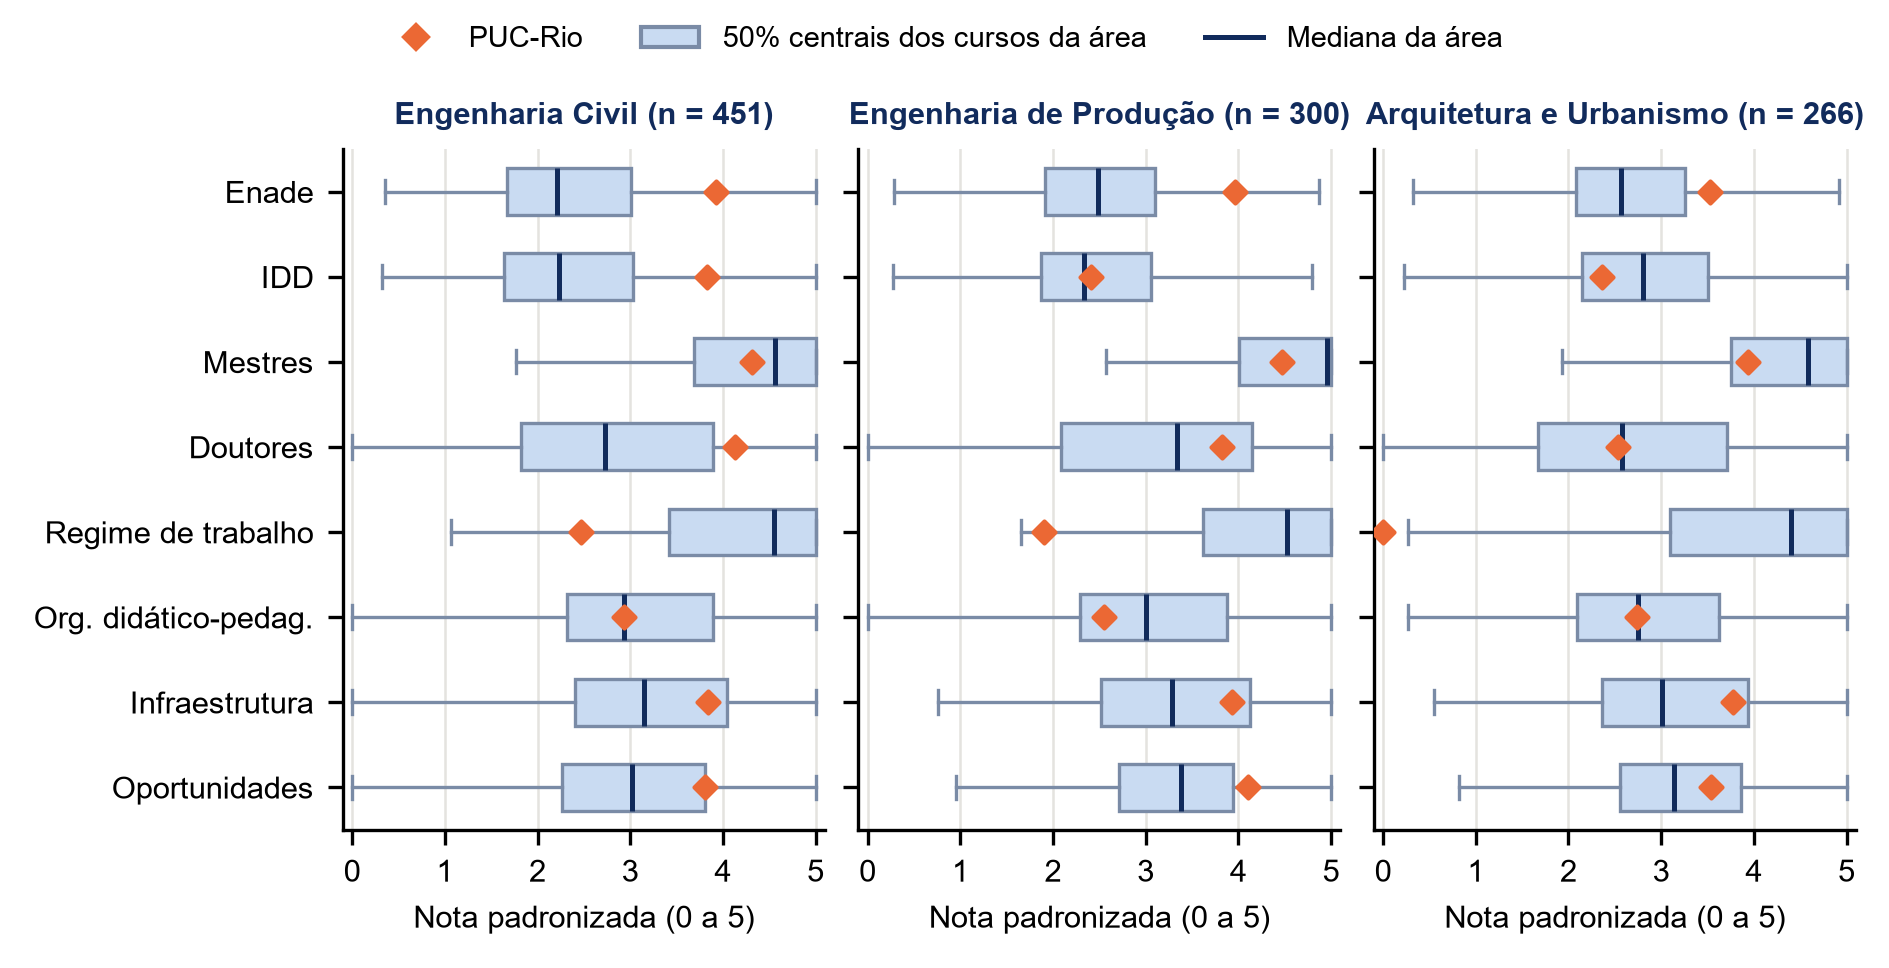 PUC-Rio 50% centrais dos cursos da área Mediana da área
Engenharia Civil (n = 451) Engenharia de Produção (n = 300) Arquitetura e Urbanismo (n = 266)
Enade
IDD
Mestres
Doutores
Regime de trabalho
Org. didático-pedag.
Infraestrutura
Oportunidades
0 1 2 3 4 5 0 1 2 3 4 5 0 1 2 3 4 5
Nota padronizada (0 a 5) Nota padronizada (0 a 5) Nota padronizada (0 a 5)